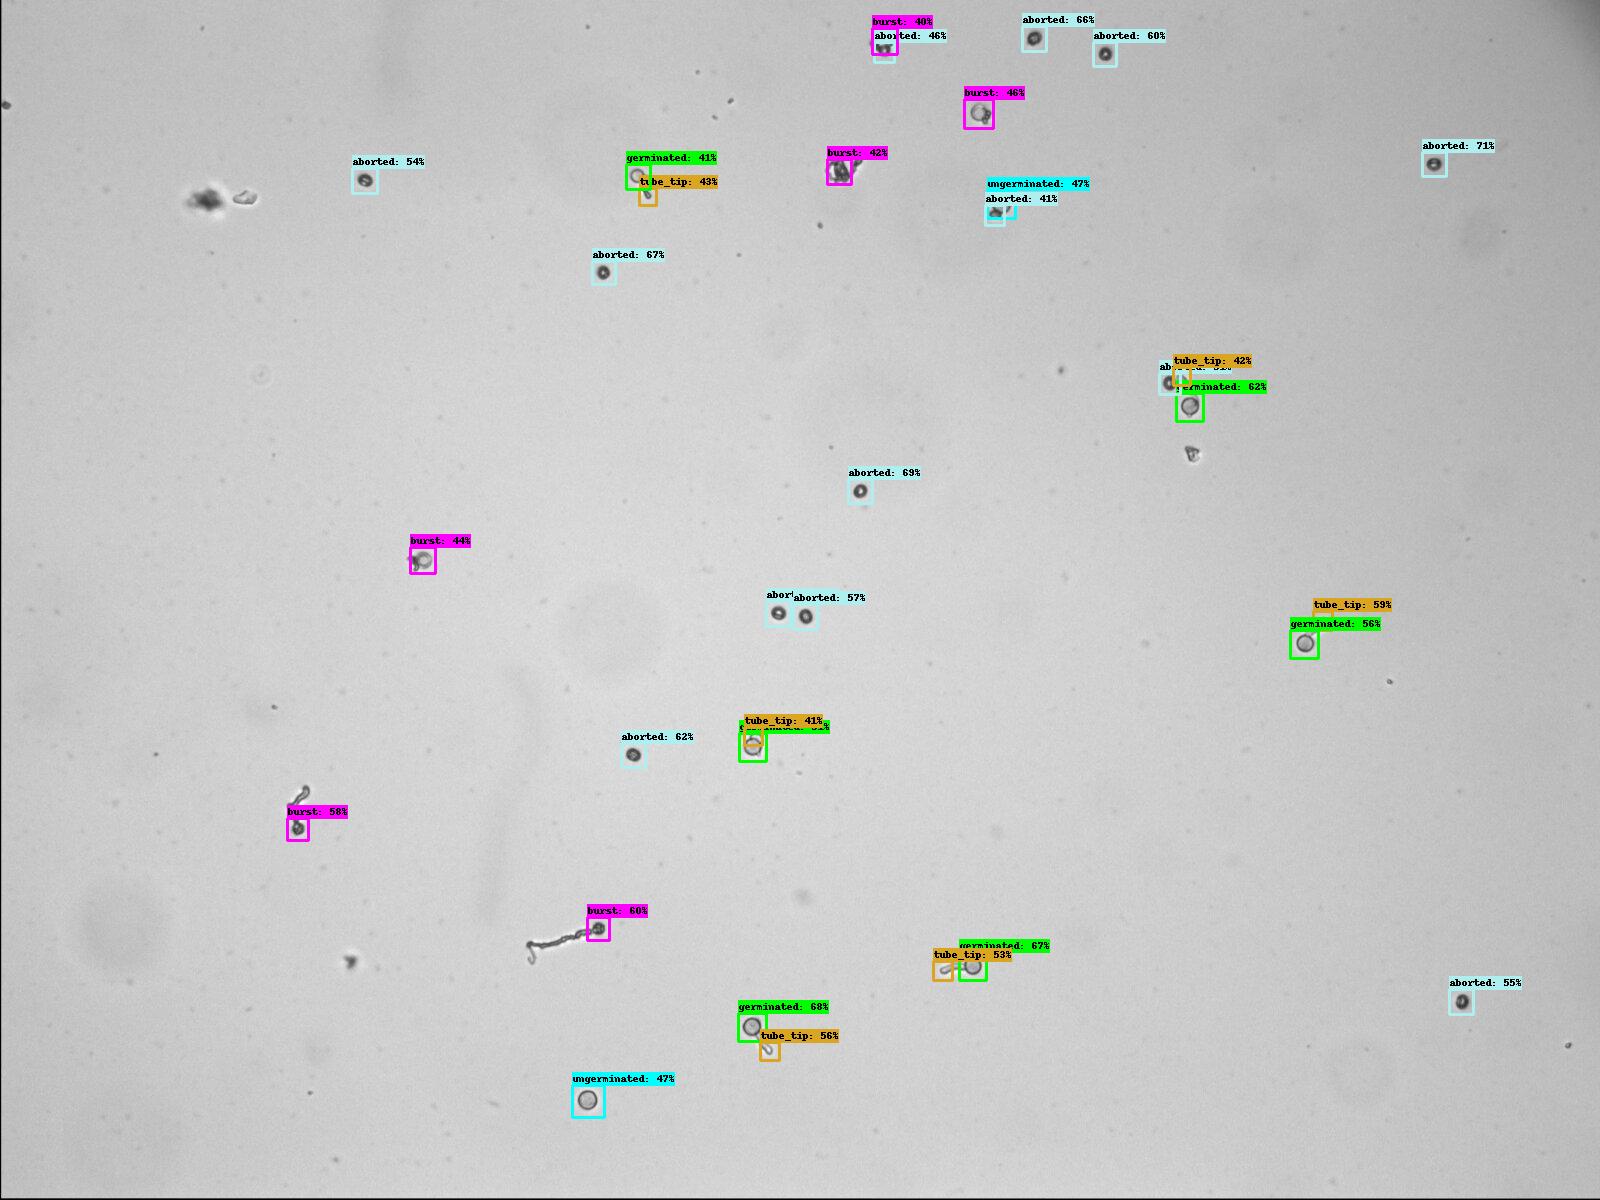 burst: 40%
aborted: 66%
aborted: 46%
aborted: 60%
burst: 46%
aborted: 71%
burst: 42%
germinated: 41%
aborted: 54%
tube_tip: 43%
ungerminated: 47%
aborted: 41%
aborted: 67%
tube_tip: 42%
germinated: 62%
aborted: 69%
burst: 44%
aborted: 57%
tube_tip: 59%
germinated: 56%
tube_tip: 41%
aborted: 62%
burst: 58%
burst: 60%
germinated: 67%
tube_tip: 53%
aborted: 55%
germinated: 68%
tube_tip: 56%
ungerminated: 47%